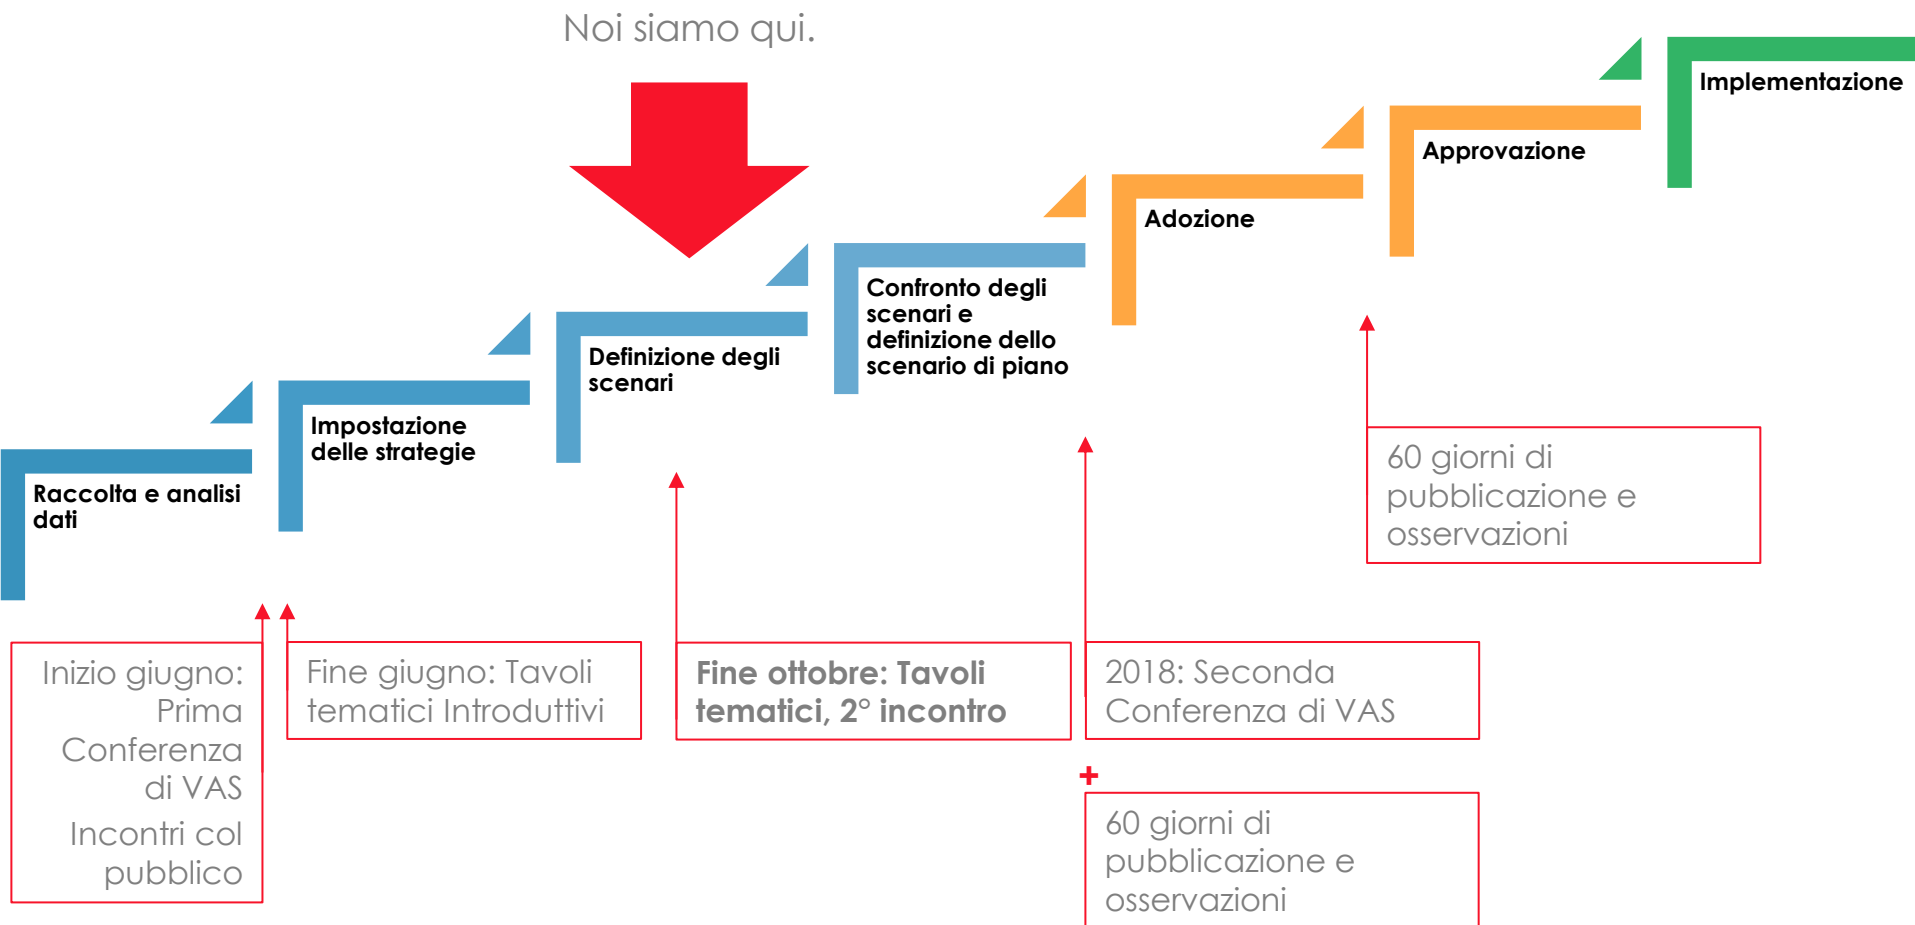 Noi siamo qui.
Implementazione
Approvazione
Adozione
Confronto degli
scenari e
definizione dello
scenario di piano
Definizione degli
scenari
Impostazione
delle strategie
Raccolta e analisi
dati
60 giorni di
pubblicazione e
osservazioni
Inizio giugno:
Prima
Conferenza
di VAS
Incontri col
pubblico
Fine giugno: Tavoli
tematici Introduttivi
Fine ottobre: Tavoli
tematici, 2° incontro
2018: Seconda
Conferenza di VAS
+
60 giorni di
pubblicazione e
osservazioni